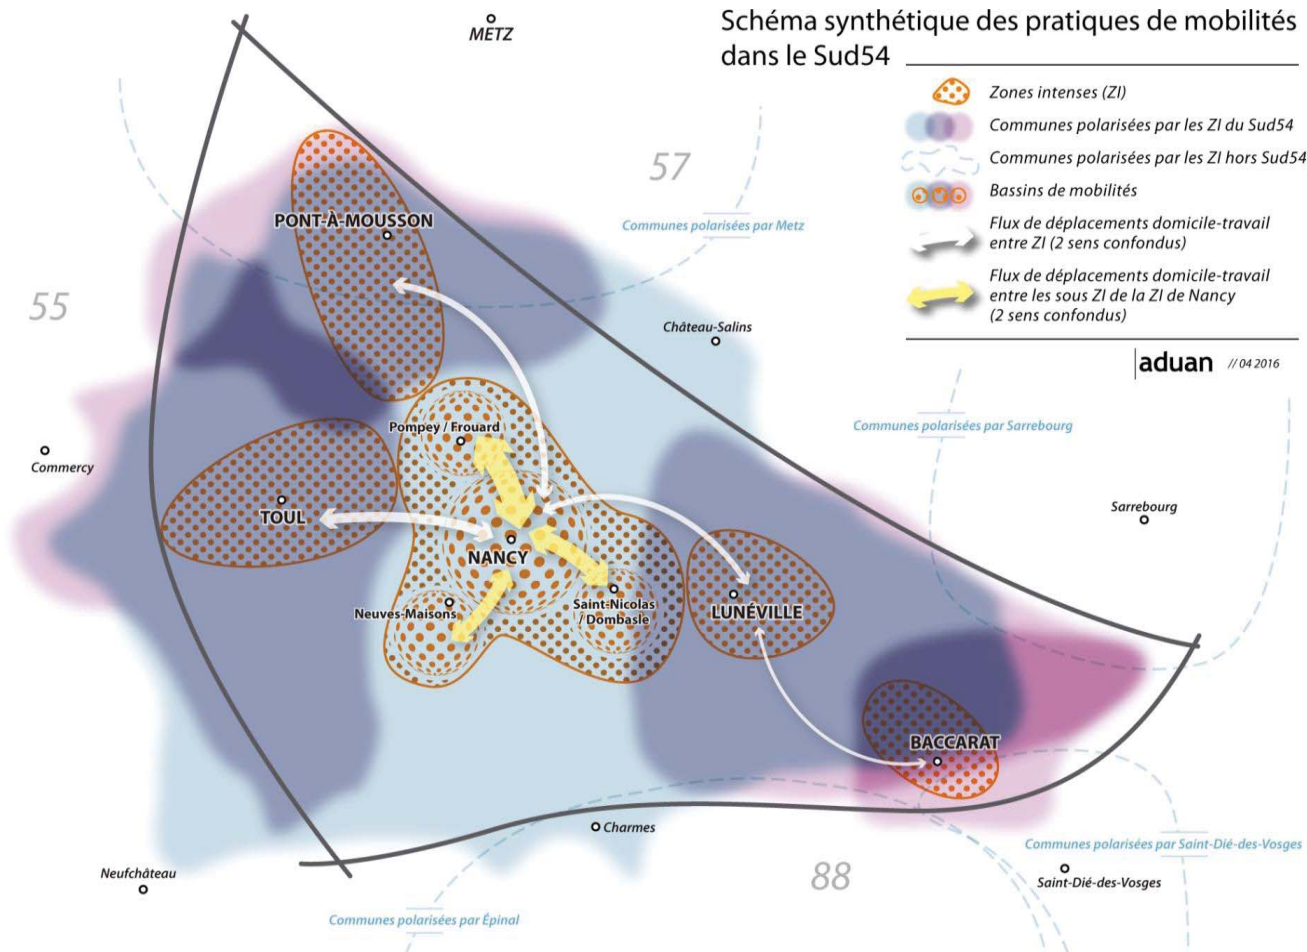 Schéma synthétique des pratiques de mobilités
dans le Sud54
Zones intenses (ZI)
Communes polarisées par les ZI du Sud54
Communes polarisées par les ZI hors Sud54
Bassins de mobilités
Flux de déplacements domicile-travail
entre ZI (2 sens confondus)
Flux de déplacements domicile-travail
entre les sous ZI de la ZI de Nancy
(2 sens confondus)
aduan // 04 2016
METZ
57
PONT-À-MOUSSON
Communes polarisées par Metz
55
Château-Salins
Pompey / Frouard
Communes polarisées par Sarrebourg
Commercy
Sarrebourg
TOUL
NANCY
Neuves-Maisons
Saint-Nicolas
/ Dombasle
LUNÉVILLE
BACCARAT
Charmes
Communes polarisées par Saint-Dié-des-Vosges
Neufchâteau
88
Saint-Dié-des-Vosges
Communes polarisées par Épinal